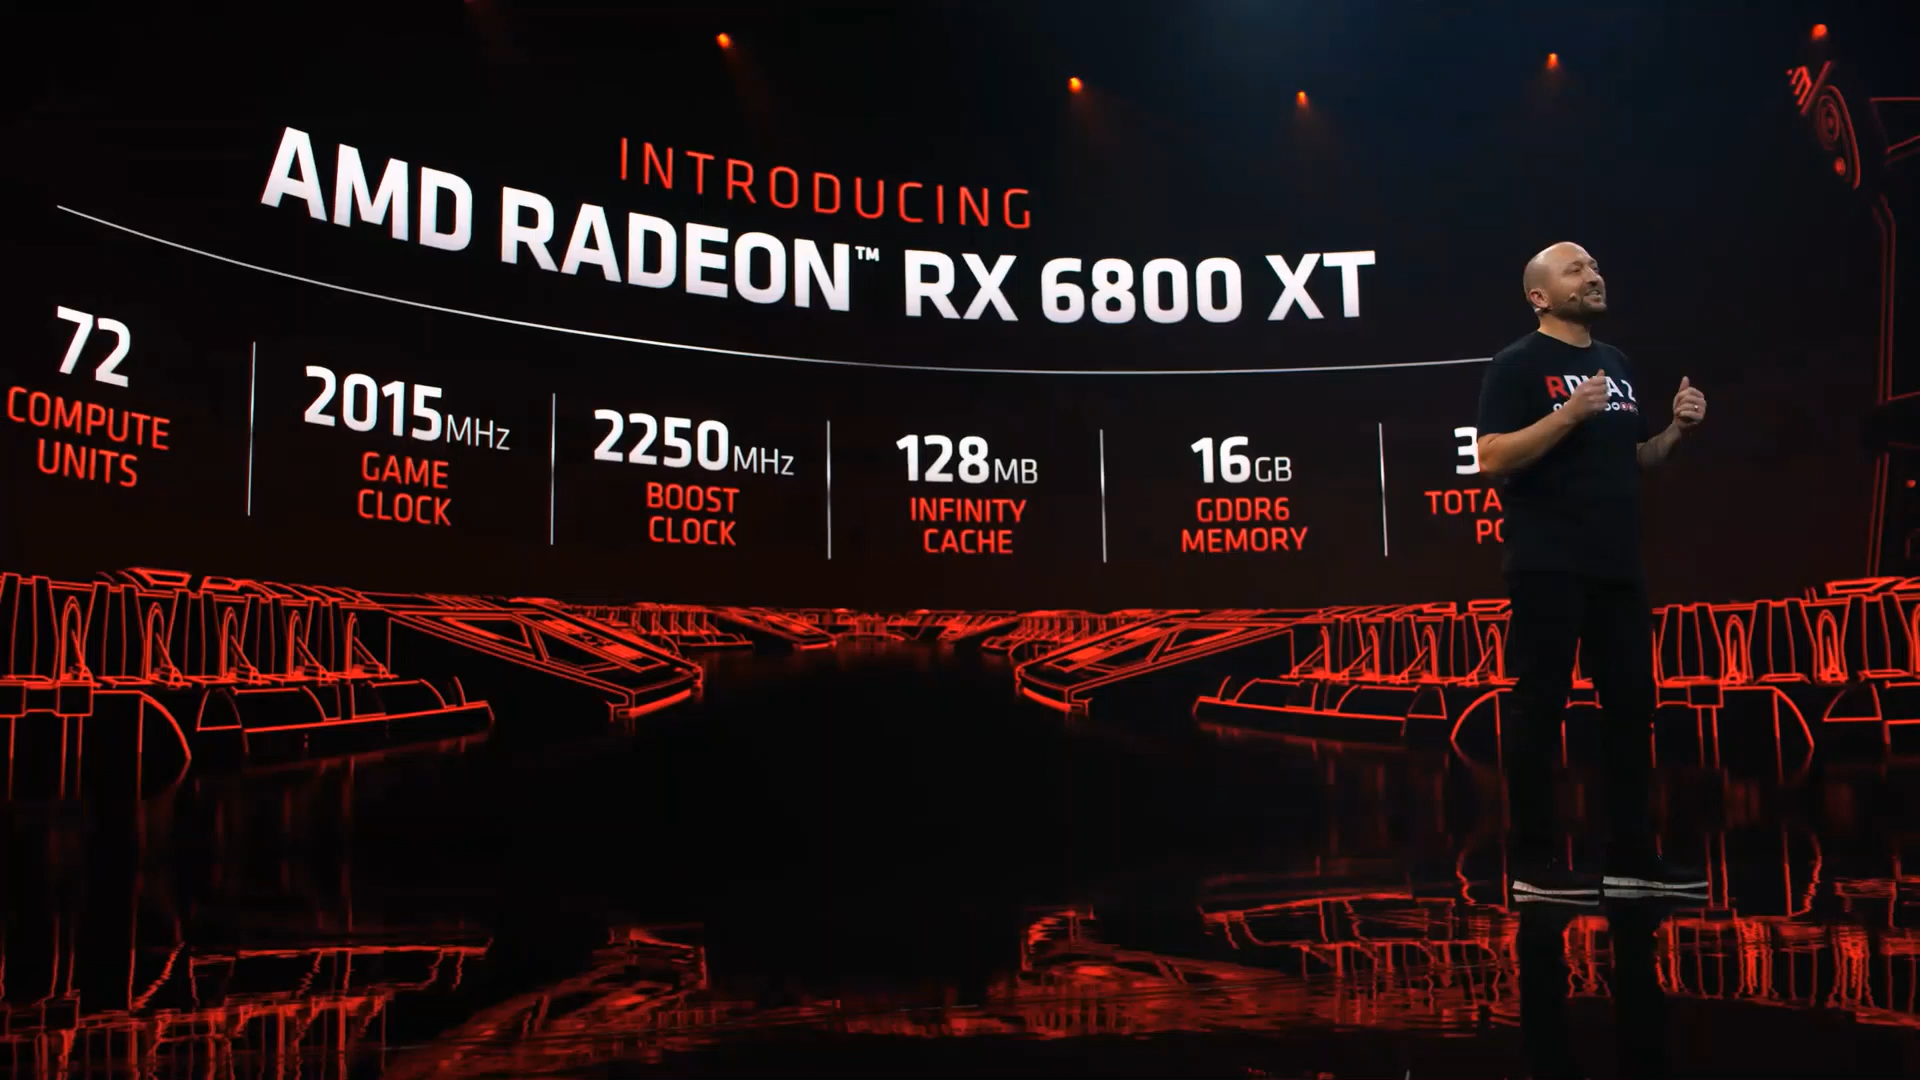 INTRODUCING
AMD RADEON™ RX 6800 XT
72
COMPUTE
UNITS
2015MHz
GAME
CLOCK
2250MHz
BOOST
CLOCK
128MB
INFINITY
CACHE
16GB
GDDR6
MEMORY
3